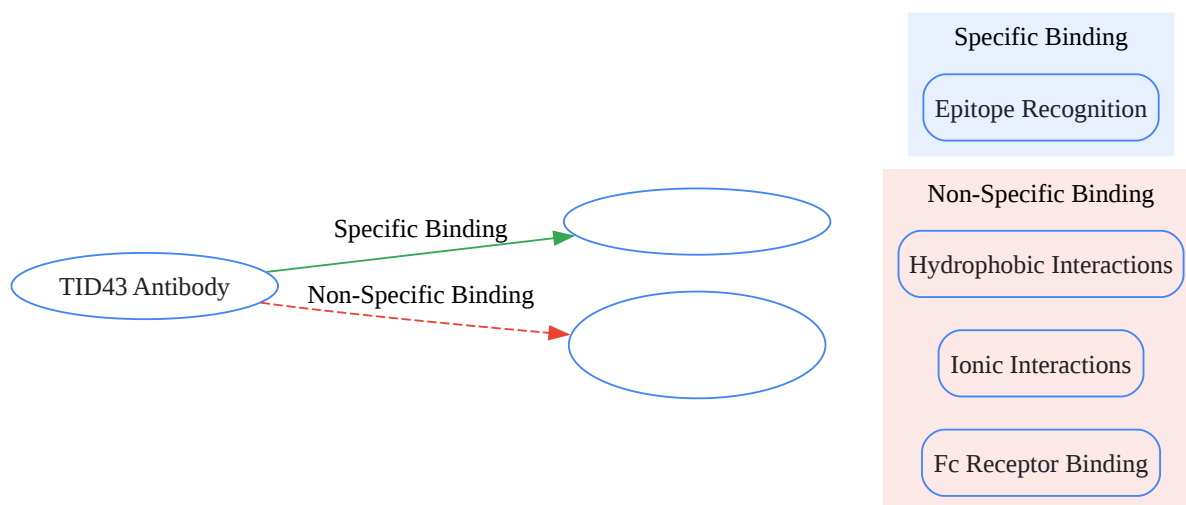 TID43 Antibody
Specific Binding
Non-Specific Binding
Specific Binding
Epitope Recognition
Non-Specific Binding
Hydrophobic Interactions
Ionic Interactions
Fc Receptor Binding